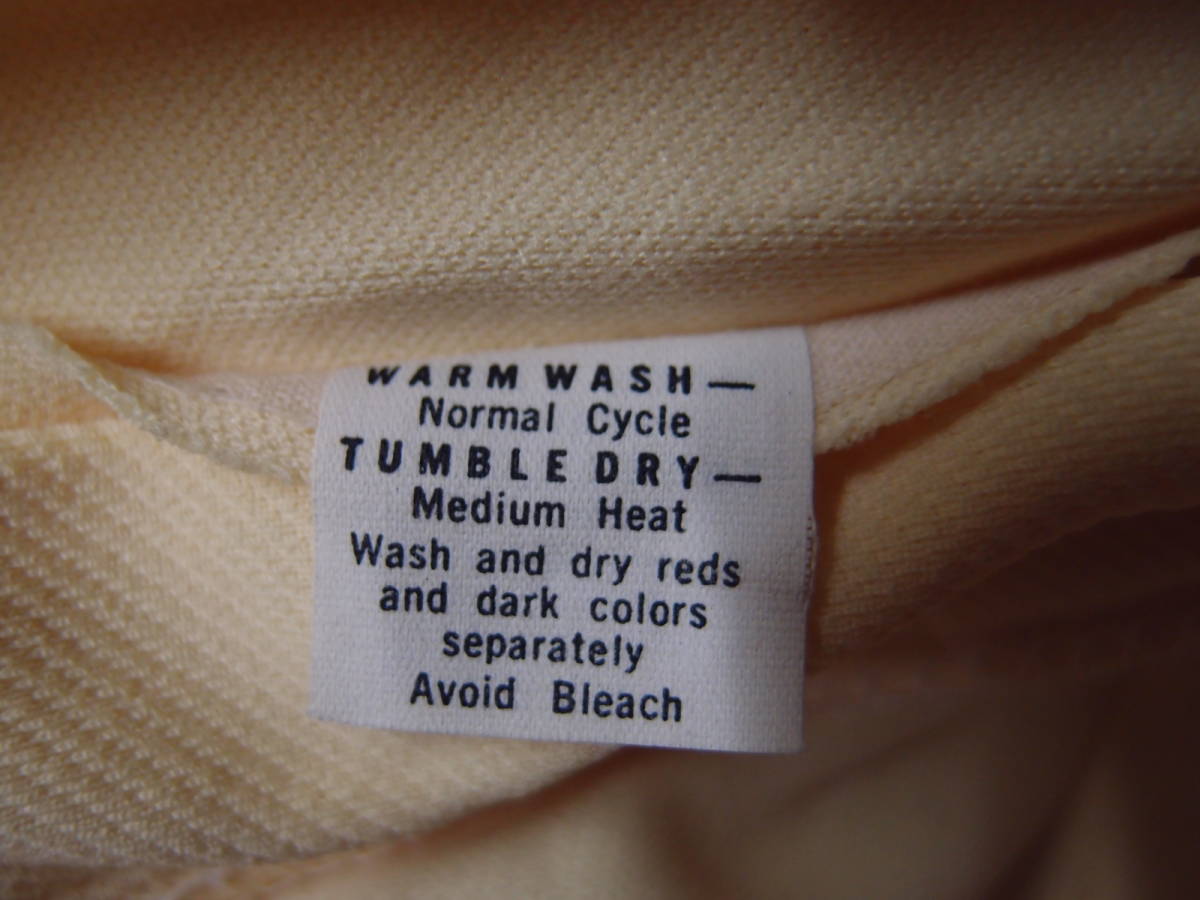 WARM WASH—
Normal Cycle
TUMBLE DRY—
Medium Heat
Wash and dry reds
and dark colors
separately
Avoid Bleach